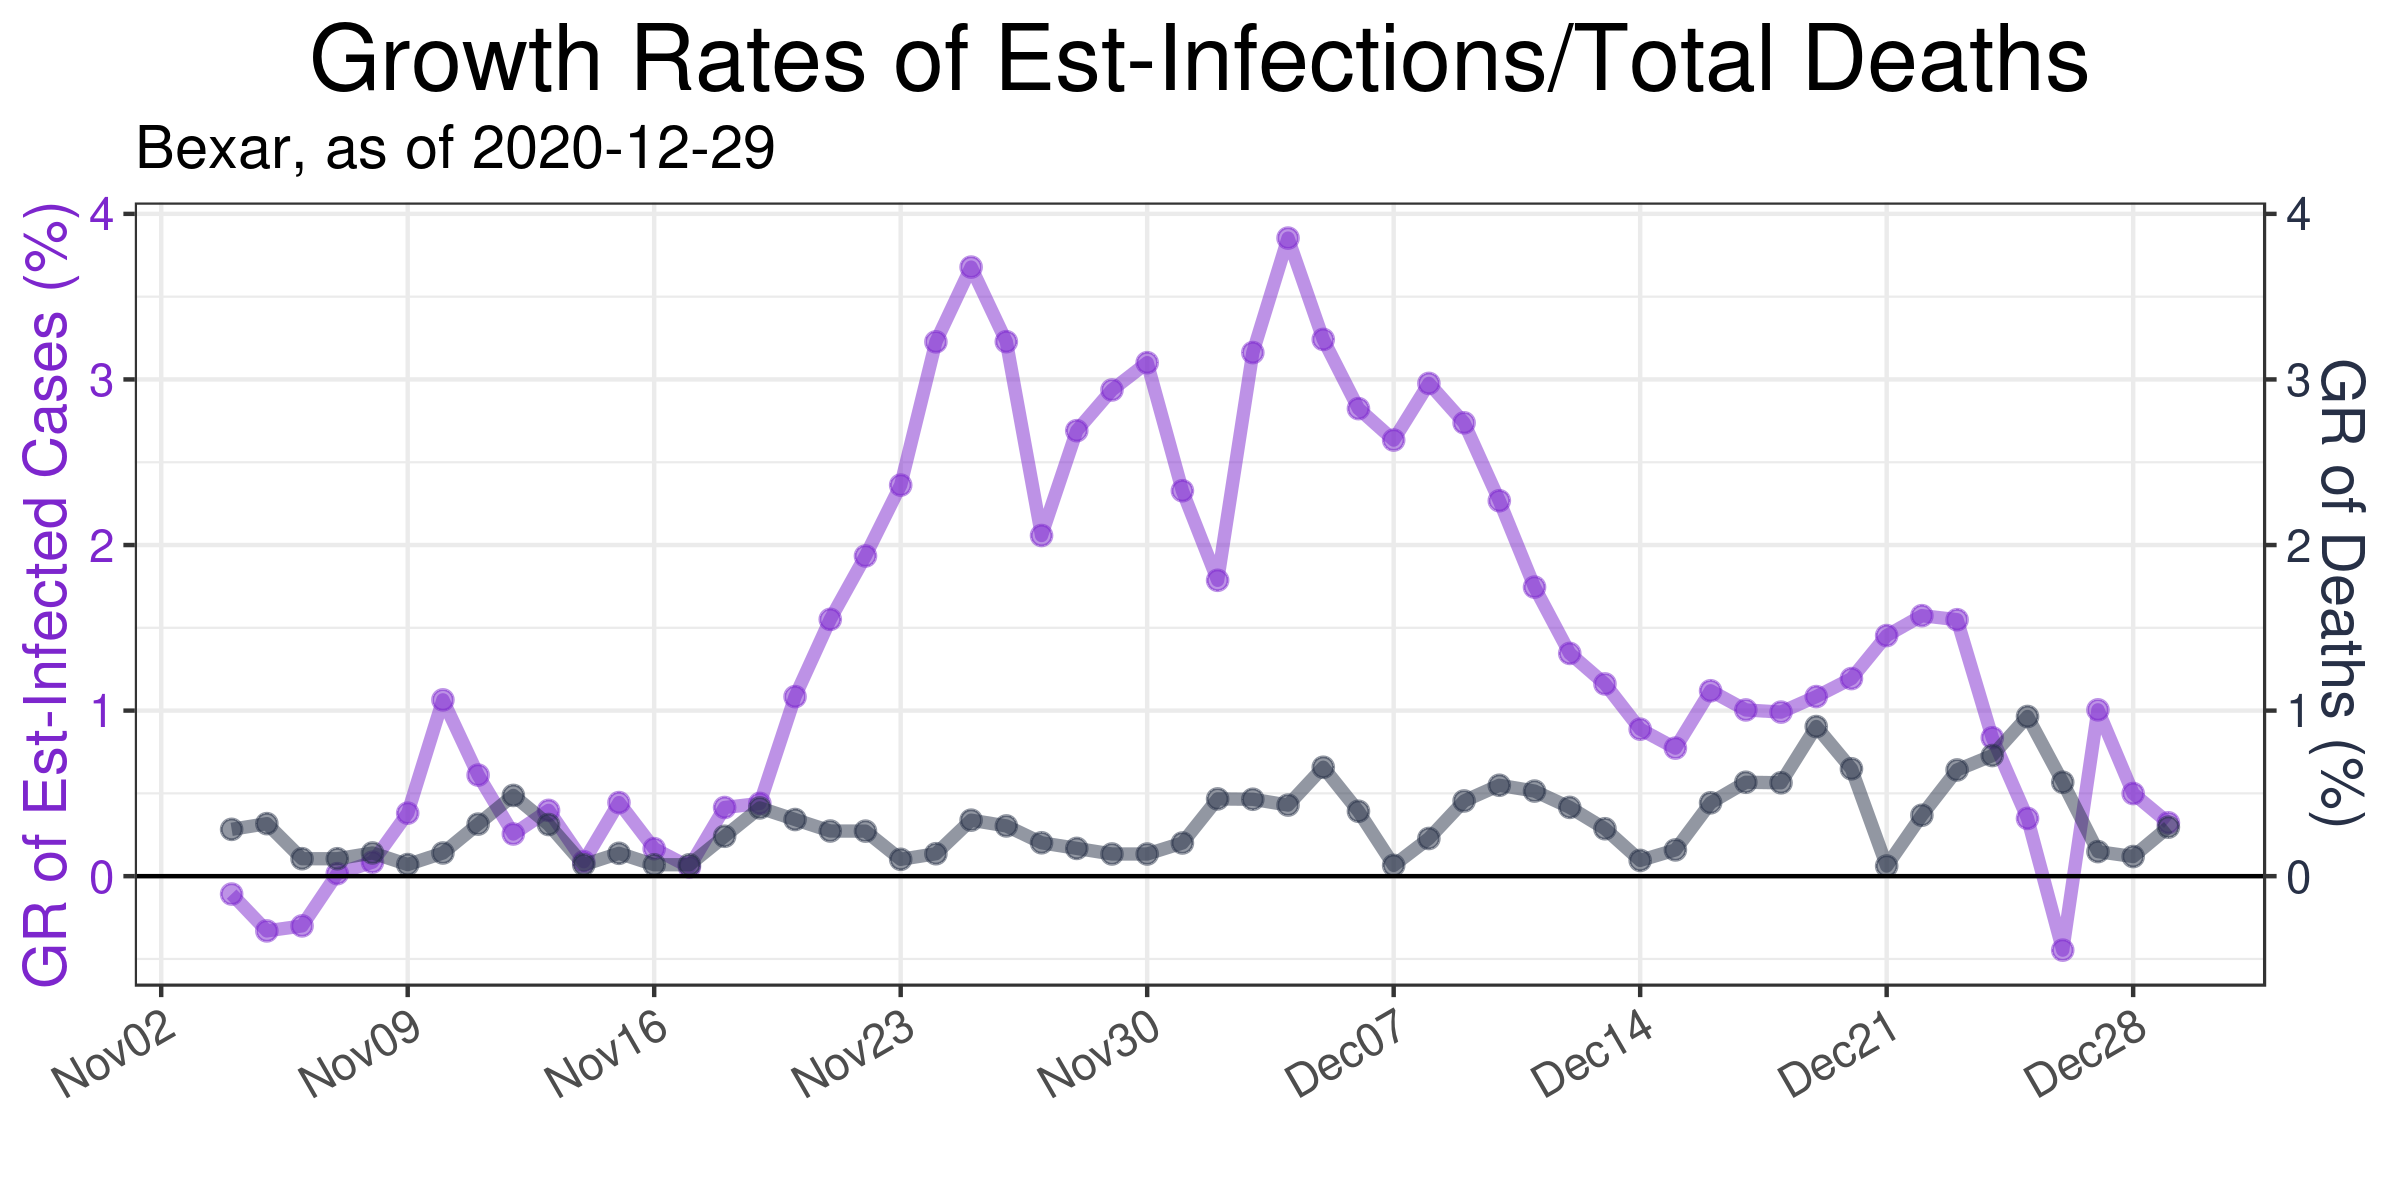 Growth Rates of Est-Infections/Total Deaths
Bexar, as of 2020-12-29
GR of Est-Infected Cases (%)
4
3
2
1
0
4
3
2
1
0
GR of Deaths (%)
Nov02
Nov09
Nov16
Nov23
Nov30
Dec07
Dec14
Dec21
Dec28